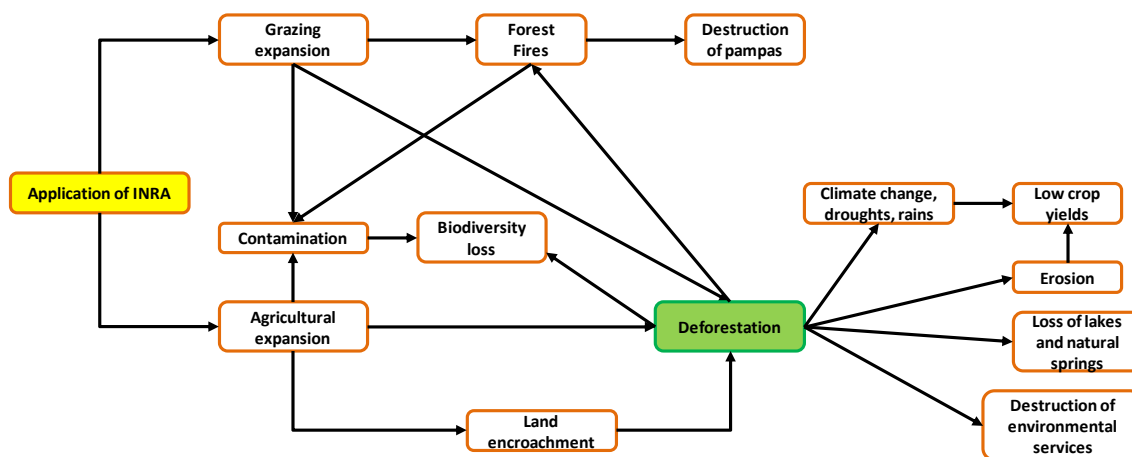 Grazing
expansion
Forest
Fires
Destruction
of pampas
Application of INRA
Climate change,
droughts, rains
Low crop
yields
Contamination
Biodiversity
loss
Erosion
Agricultural
expansion
Deforestation
Loss of lakes
and natural
springs
Land
encroachment
Destruction of
environmental
services